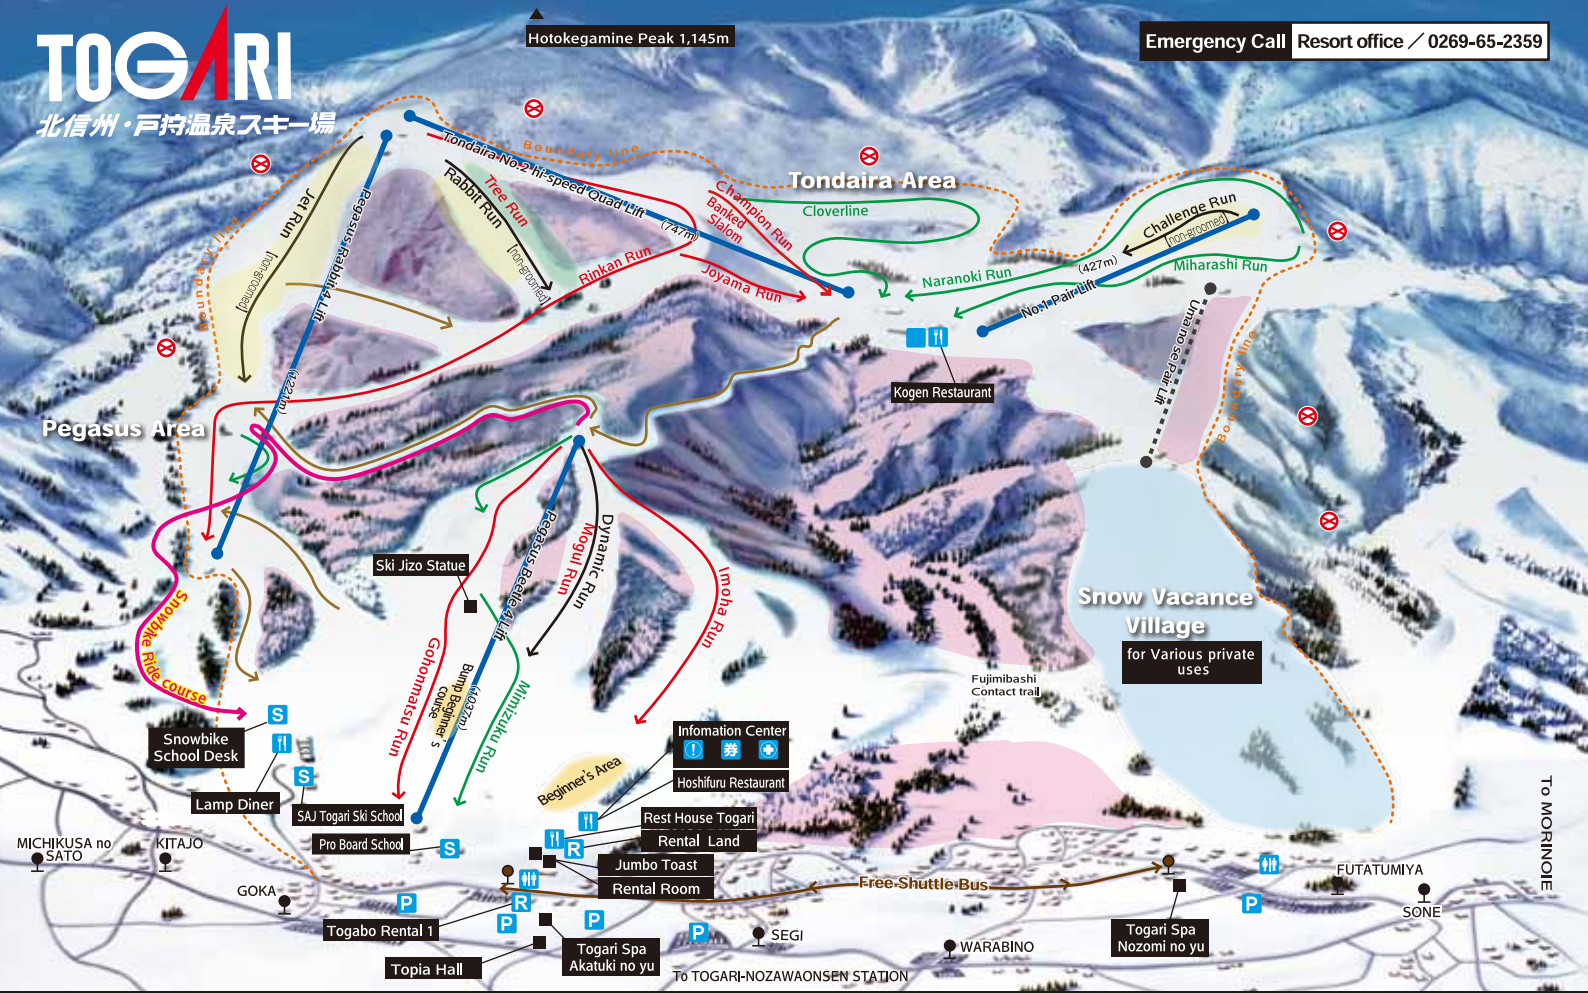 TOGARI
北信州・戸狩温泉スキー場
Hotokegamine Peak 1,145m
Emergency Call Resort office / 0269-65-2359
Boundary line
Boundary line
Tondaira No.2 hi-speed Quad Lift
(747m)
Tondaira Area
Jet Run
[non-groomed]
Pegasus Rabbit 4 Lift
(1221m)
Rabbit Run
[non-groomed]
Tree Run
Rinkan Run
Champion Run
Banked
Slalom
Joyama Run
Cloverline
Naranoki Run
Challenge Run
[non-groomed]
Miharashi Run
(427m)
No.1 Pair Lift
Umanose Pair Lift
Boundary line
Kogen Restaurant
Pegasus Area
Ski Jizo Statue
Pegasus Beetle 4 Lift
(1037m)
Dynamic Run
Mogul Run
Imoha Run
Gohonmatsu Run
Bump Beginner's
course
Mimizuku Run
Snowbike Ride course
Snow Vacance
Village
for Various private
uses
Fujimibashi
Contact trail
S
Snowbike
School Desk
Lamp Diner
S
SAJ Togari Ski School
Pro Board School
S
Beginner's Area
Infomation Center
! 券
Hoshifuru Restaurant
Rest House Togari
R
Rental Land
Jumbo Toast
Rental Room
Free Shuttle Bus
MICHIKUSA no
SATO
KITAJO
GOKA
P
R
Togabo Rental 1
P
P
P
P
Topia Hall
Togari Spa
Akatuki no yu
SEGI
WARABINO
To TOGARI-NOZAWAONSEN STATION
Togari Spa
Nozomi no yu
FUTATUMIYA
SONE
To MORINOIE